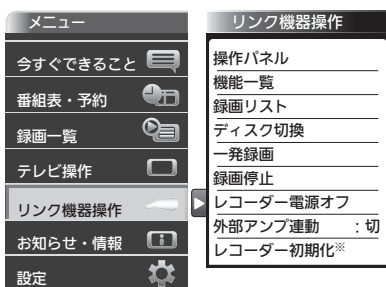 メニュー
今すぐできること
番組表・予約
録画一覧
テレビ操作
リンク機器操作
お知らせ・情報
設定
リンク機器操作
操作パネル
機能一覧
録画リスト
ディスク切換
一発録画
録画停止
レコーダー電源オフ
外部アンプ連動 :切
レコーダー初期化※